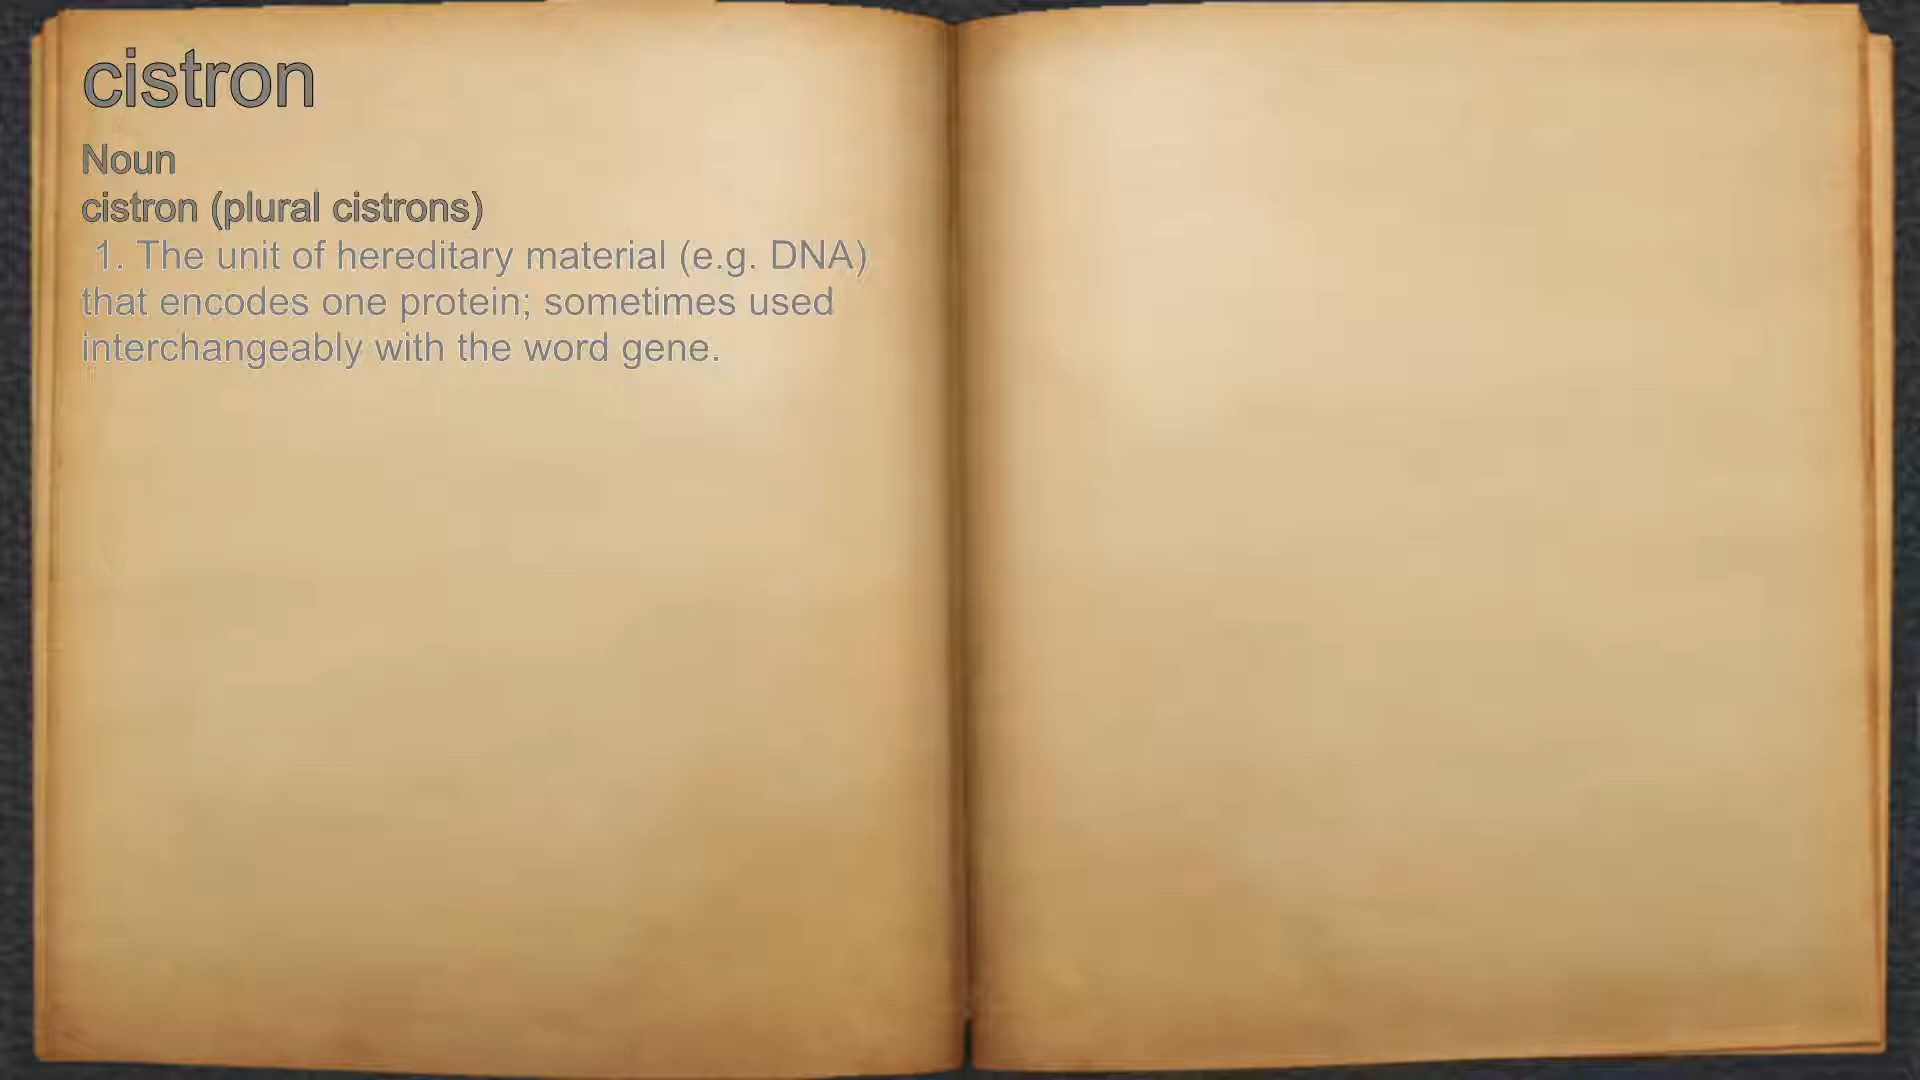 cistron
Noun
cistron (plural cistrons)
1. The unit of hereditary material (e.g. DNA)
that encodes one protein; sometimes used
interchangeably with the word gene.